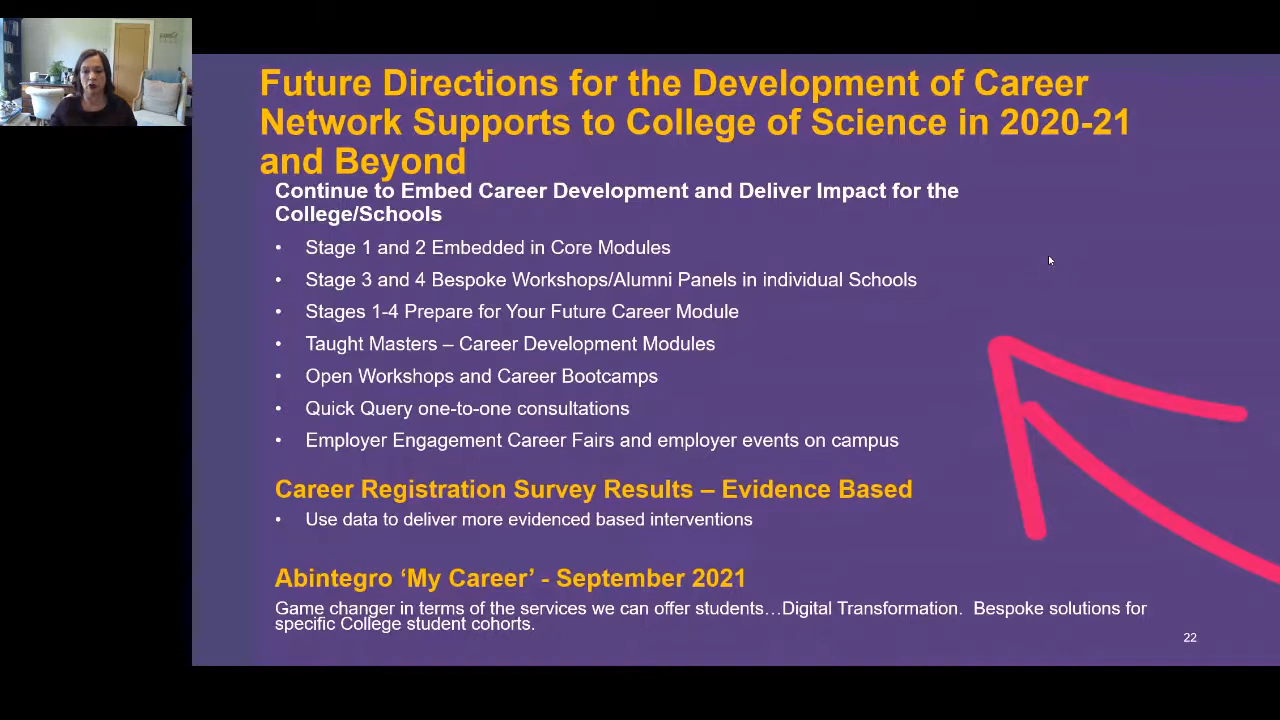 Future Directions for the Development of Career
Network Supports to College of Science in 2020-21
and Beyond
Continue to Embed Career Development and Deliver Impact for the
College/Schools
• Stage 1 and 2 Embedded in Core Modules
• Stage 3 and 4 Bespoke Workshops/Alumni Panels in individual Schools
• Stages 1-4 Prepare for Your Future Career Module
• Taught Masters – Career Development Modules
• Open Workshops and Career Bootcamps
• Quick Query one-to-one consultations
• Employer Engagement Career Fairs and employer events on campus
Career Registration Survey Results – Evidence Based
• Use data to deliver more evidenced based interventions
Abintegro ‘My Career’ - September 2021
Game changer in terms of the services we can offer students…Digital Transformation.  Bespoke solutions for
specific College student cohorts.
22